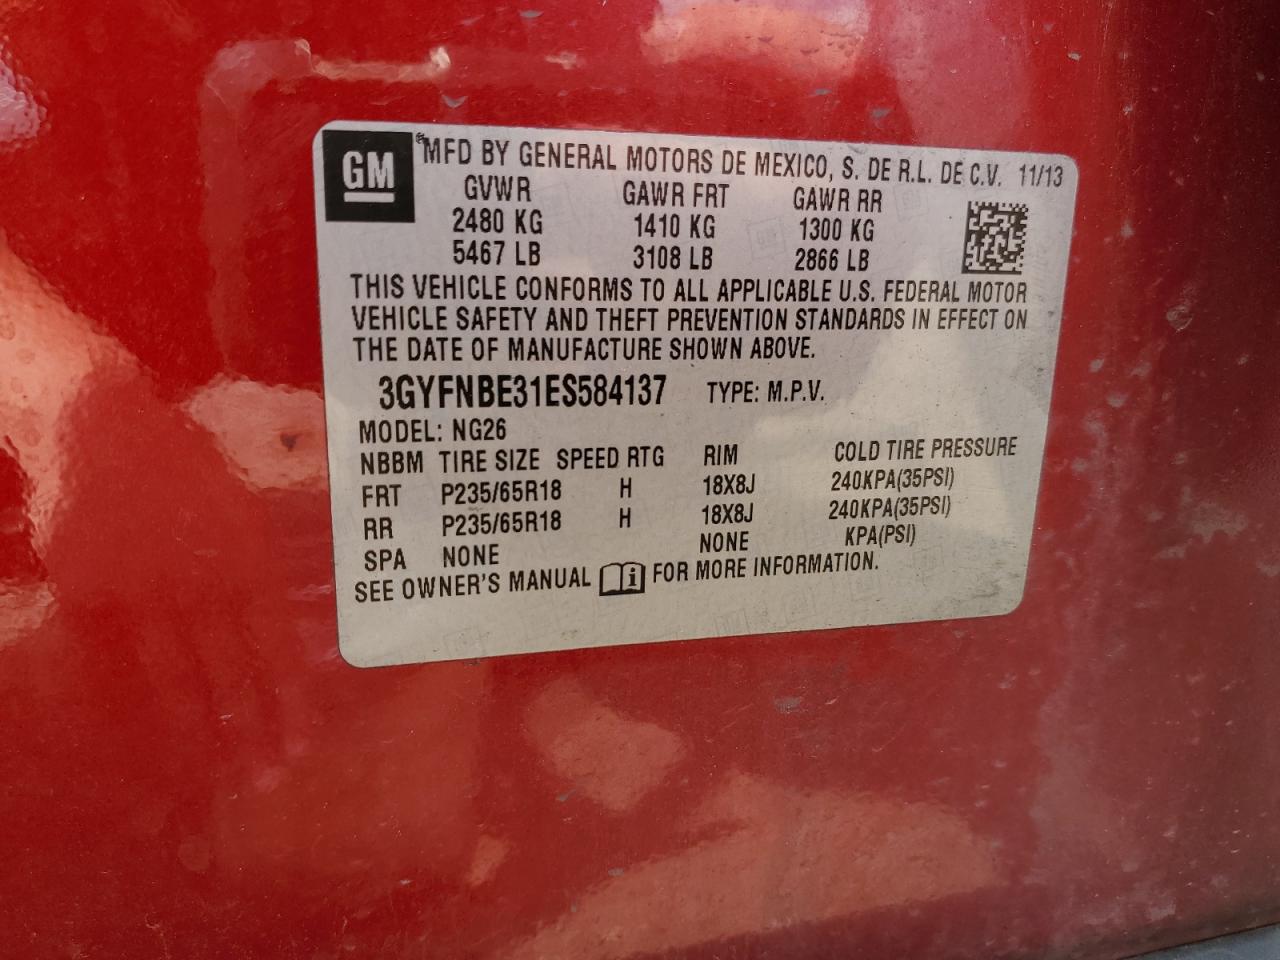 GM
MFD BY GENERAL MOTORS DE MEXICO, S. DE R.L. DE C.V. 11/13
GVWR GAWR FRT GAWR RR
2480 KG 1410 KG 1300 KG
5467 LB 3108 LB 2866 LB
THIS VEHICLE CONFORMS TO ALL APPLICABLE U.S. FEDERAL MOTOR
VEHICLE SAFETY AND THEFT PREVENTION STANDARDS IN EFFECT ON
THE DATE OF MANUFACTURE SHOWN ABOVE.
3GYFNBE31ES584137 TYPE: M.P.V.
MODEL: NG26
NBBM TIRE SIZE SPEED RTG RIM COLD TIRE PRESSURE
FRT P235/65R18 H 18X8J 240KPA(35PSI)
RR P235/65R18 H 18X8J 240KPA(35PSI)
SPA NONE NONE KPA(PSI)
SEE OWNER'S MANUAL i FOR MORE INFORMATION.